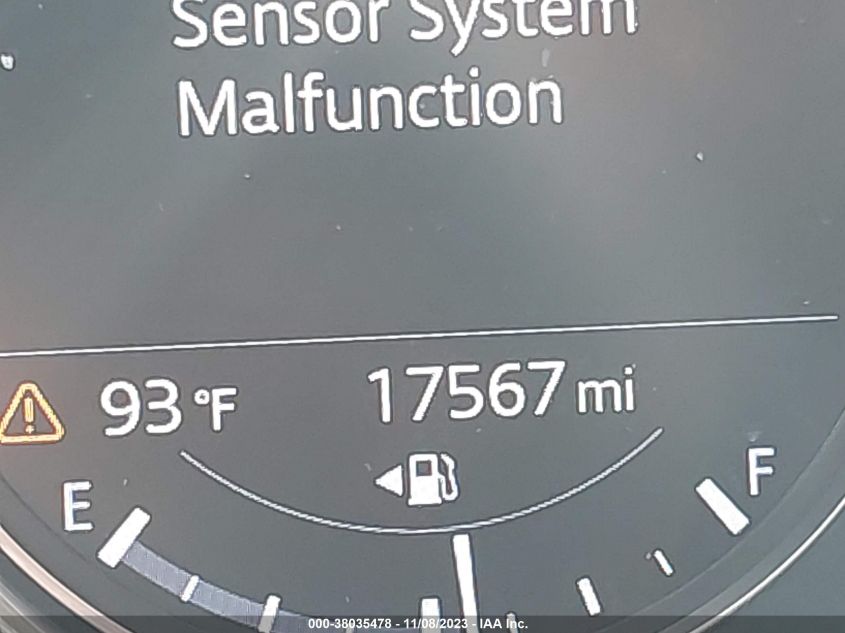 Sensor System
Malfunction
93 °F 17567 mi
E F
000-38035478 - 11/08/2023 - IAA Inc.